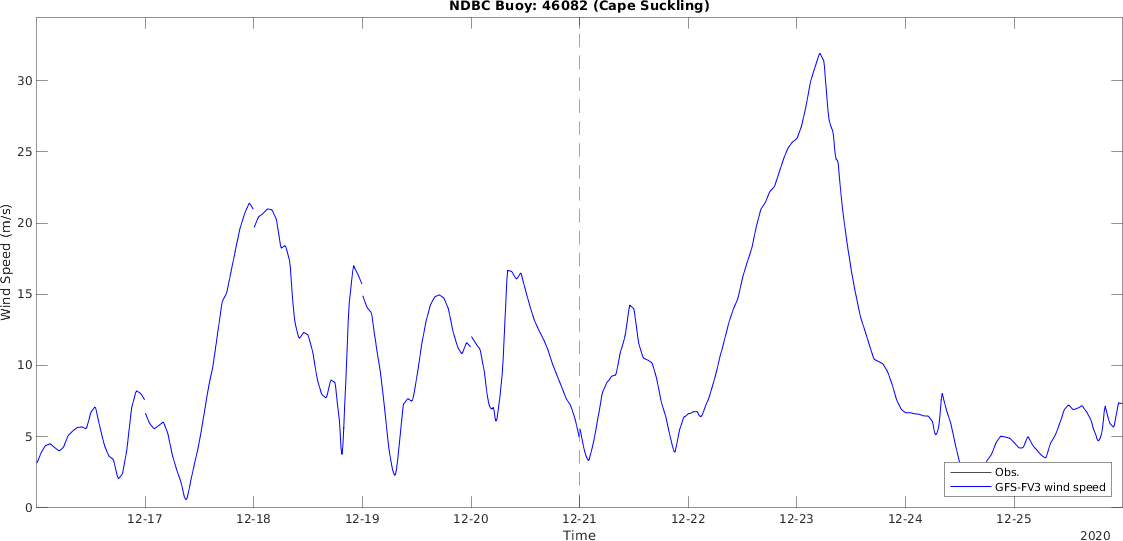 NDBC Buoy: 46082 (Cape Suckling)
Wind Speed (m/s)
30
25
20
15
10
5
0
12-17 12-18 12-19 12-20 12-21 12-22 12-23 12-24 12-25
Time
2020
Obs.
GFS-FV3 wind speed